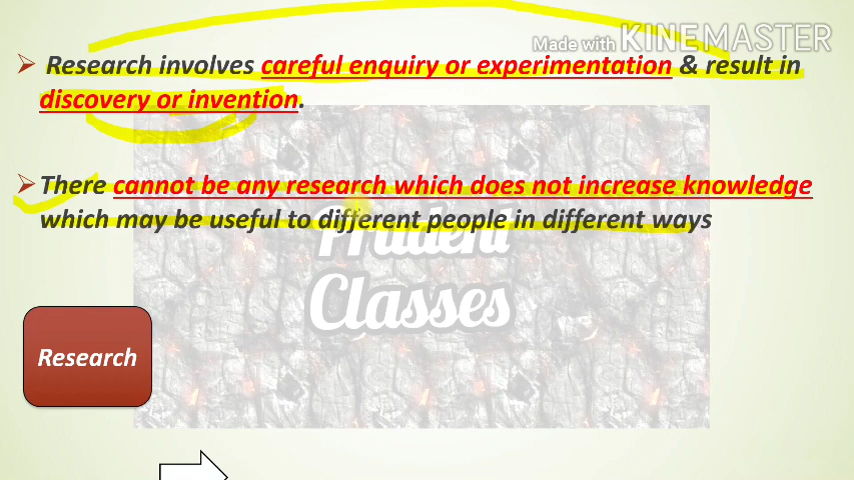 Made with KINEMASTER
Research involves careful enquiry or experimentation & result in
discovery or invention.
There cannot be any research which does not increase knowledge
which may be useful to different people in different ways
Prudent
Classes
Research